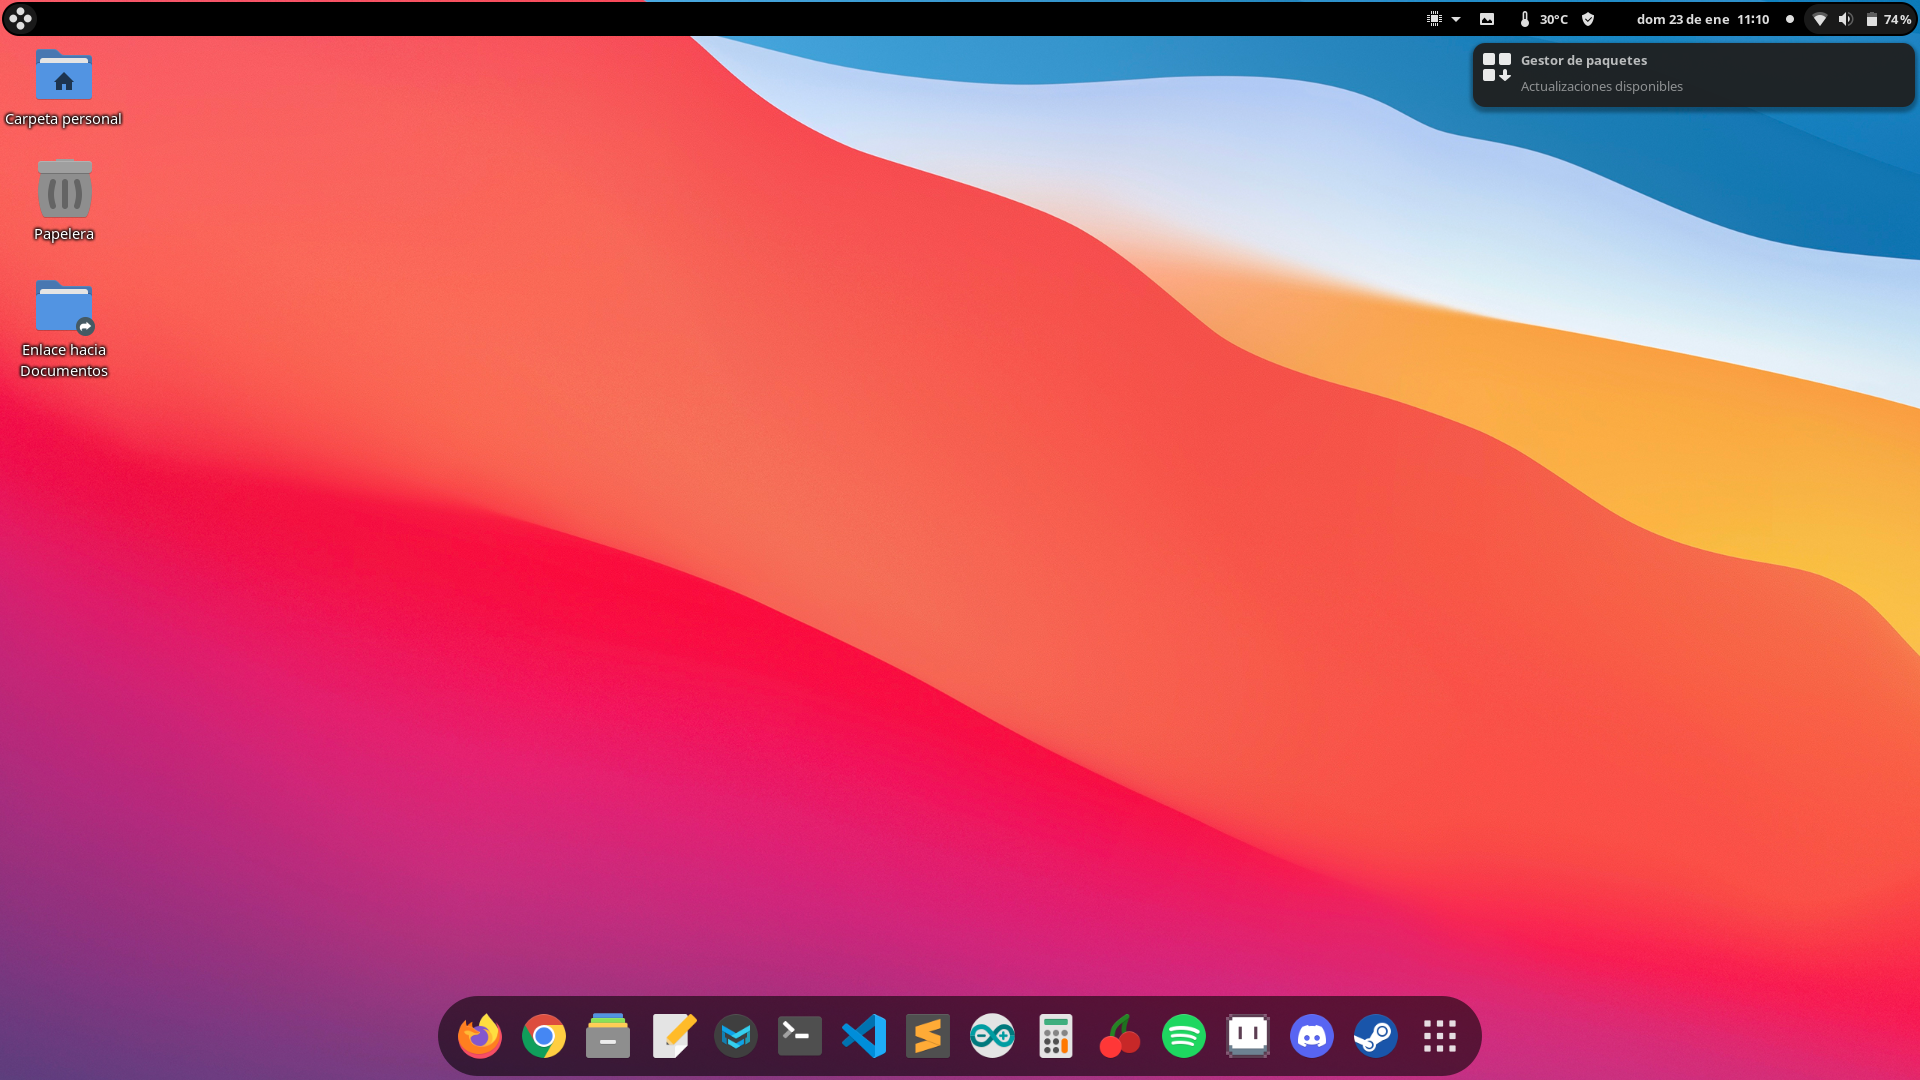 30°C
dom 23 de ene 11:10
74%
Gestor de paquetes
Actualizaciones disponibles
Carpeta personal
Papelera
Enlace hacia
Documentos